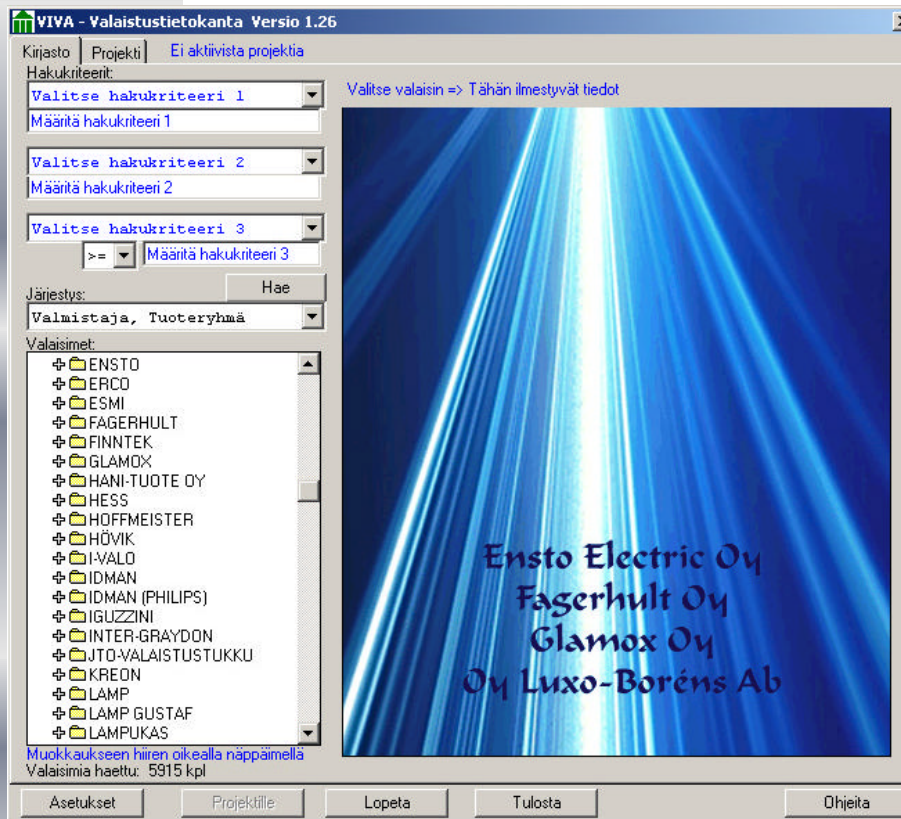 VIVA - Valaistustietokanta Versio 1.26
Kirjasto Projekti Ei aktiivista projektia
Hakukriteerit:
Valitse hakukriteeri 1
Määritä hakukriteeri 1
Valitse hakukriteeri 2
Määritä hakukriteeri 2
Valitse hakukriteeri 3
>= Määritä hakukriteeri 3
Hae
Järjestys:
Valmistaja, Tuoteryhmä
Valaisimet:
ENSTO
ERCO
ESMI
FAGERHULT
FINNTEK
GLAMOX
HANI-TUOTE OY
HESS
HOFFMEISTER
HÖVIK
I-VALO
IDMAN
IDMAN (PHILIPS)
IGUZZINI
INTER-GRAYDON
JTO-VALAISTUSTUKKU
KREON
LAMP
LAMP GUSTAF
LAMPUKAS
Muokkaukseen hiiren oikealla näppäimellä
Valaisimia haettu: 5915 kpl
Valitse valaisin => Tähän ilmestyvät tiedot
Ensto Electric Oy
Fagerhult Oy
Glamox Oy
Oy Luxo-Boréns Ab
Asetukset Projektille Lopeta Tulosta Ohjeita